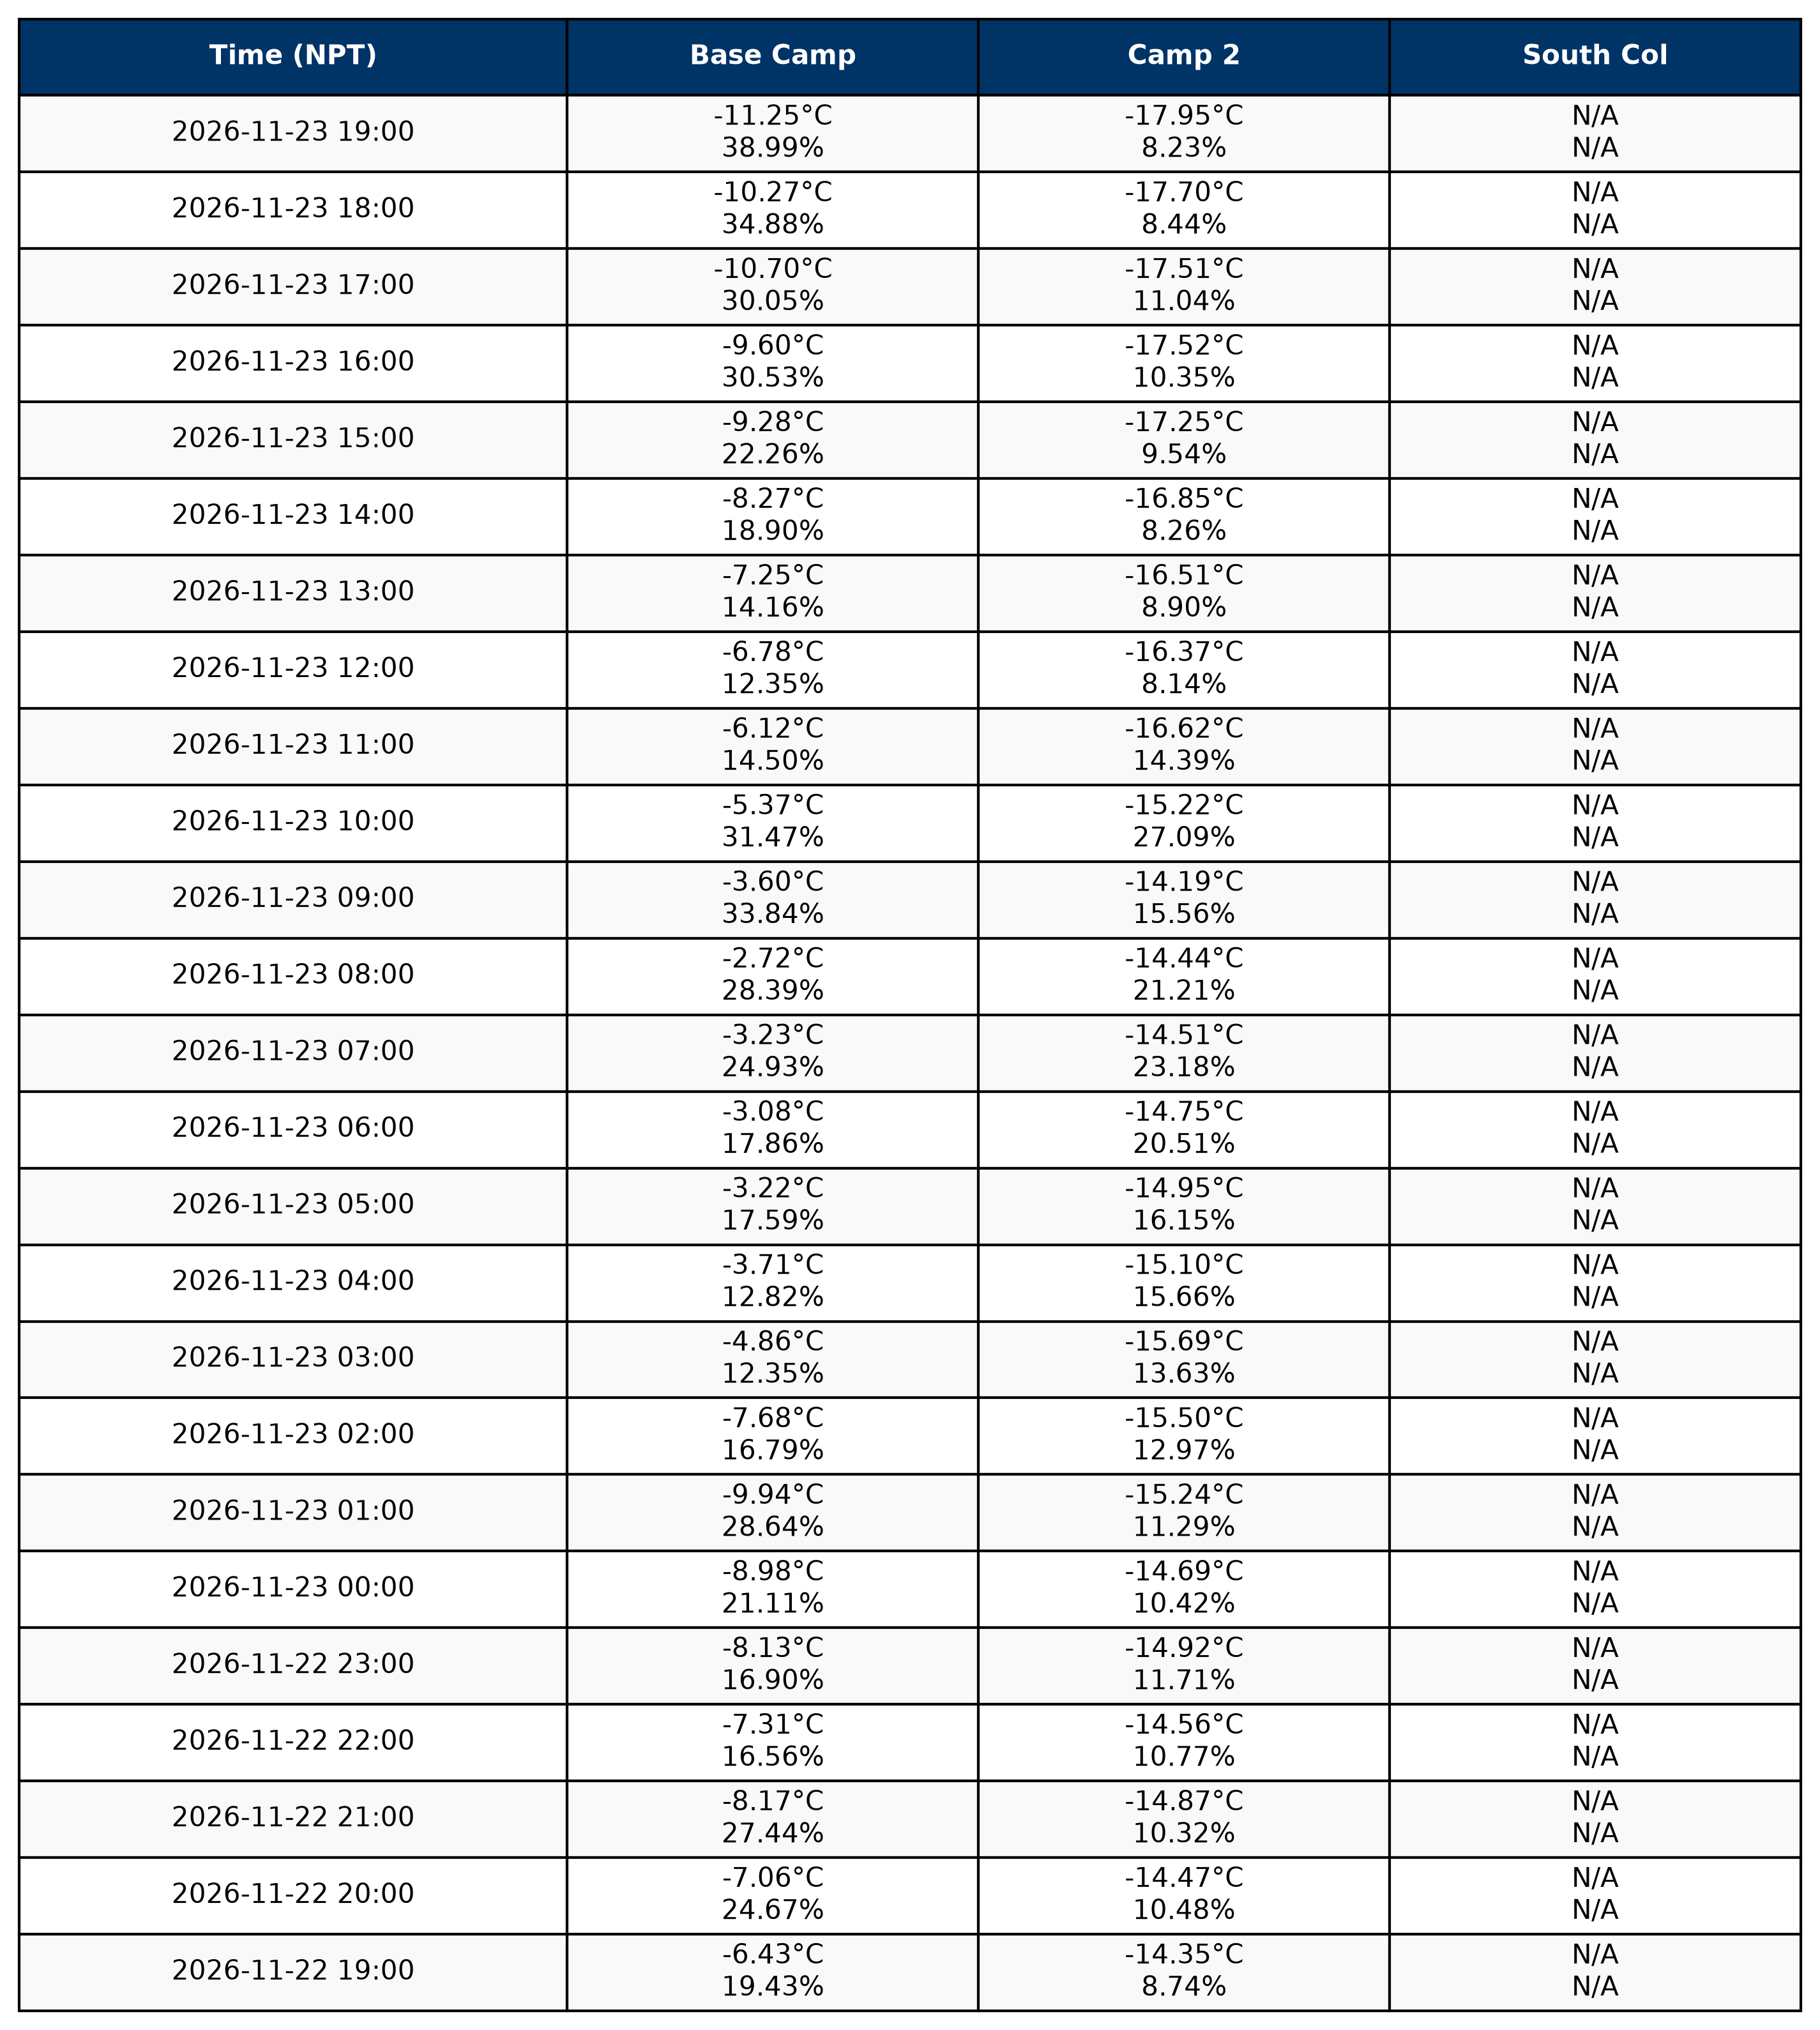 Time (NPT) Base Camp Camp 2 South Col
2026-11-23 19:00 -11.25°C -17.95°C N/A
38.99% 8.23% N/A
2026-11-23 18:00 -10.27°C -17.70°C N/A
34.88% 8.44% N/A
2026-11-23 17:00 -10.70°C -17.51°C N/A
30.05% 11.04% N/A
2026-11-23 16:00 -9.60°C -17.52°C N/A
30.53% 10.35% N/A
2026-11-23 15:00 -9.28°C -17.25°C N/A
22.26% 9.54% N/A
2026-11-23 14:00 -8.27°C -16.85°C N/A
18.90% 8.26% N/A
2026-11-23 13:00 -7.25°C -16.51°C N/A
14.16% 8.90% N/A
2026-11-23 12:00 -6.78°C -16.37°C N/A
12.35% 8.14% N/A
2026-11-23 11:00 -6.12°C -16.62°C N/A
14.50% 14.39% N/A
2026-11-23 10:00 -5.37°C -15.22°C N/A
31.47% 27.09% N/A
2026-11-23 09:00 -3.60°C -14.19°C N/A
33.84% 15.56% N/A
2026-11-23 08:00 -2.72°C -14.44°C N/A
28.39% 21.21% N/A
2026-11-23 07:00 -3.23°C -14.51°C N/A
24.93% 23.18% N/A
2026-11-23 06:00 -3.08°C -14.75°C N/A
17.86% 20.51% N/A
2026-11-23 05:00 -3.22°C -14.95°C N/A
17.59% 16.15% N/A
2026-11-23 04:00 -3.71°C -15.10°C N/A
12.82% 15.66% N/A
2026-11-23 03:00 -4.86°C -15.69°C N/A
12.35% 13.63% N/A
2026-11-23 02:00 -7.68°C -15.50°C N/A
16.79% 12.97% N/A
2026-11-23 01:00 -9.94°C -15.24°C N/A
28.64% 11.29% N/A
2026-11-23 00:00 -8.98°C -14.69°C N/A
21.11% 10.42% N/A
2026-11-22 23:00 -8.13°C -14.92°C N/A
16.90% 11.71% N/A
2026-11-22 22:00 -7.31°C -14.56°C N/A
16.56% 10.77% N/A
2026-11-22 21:00 -8.17°C -14.87°C N/A
27.44% 10.32% N/A
2026-11-22 20:00 -7.06°C -14.47°C N/A
24.67% 10.48% N/A
2026-11-22 19:00 -6.43°C -14.35°C N/A
19.43% 8.74% N/A